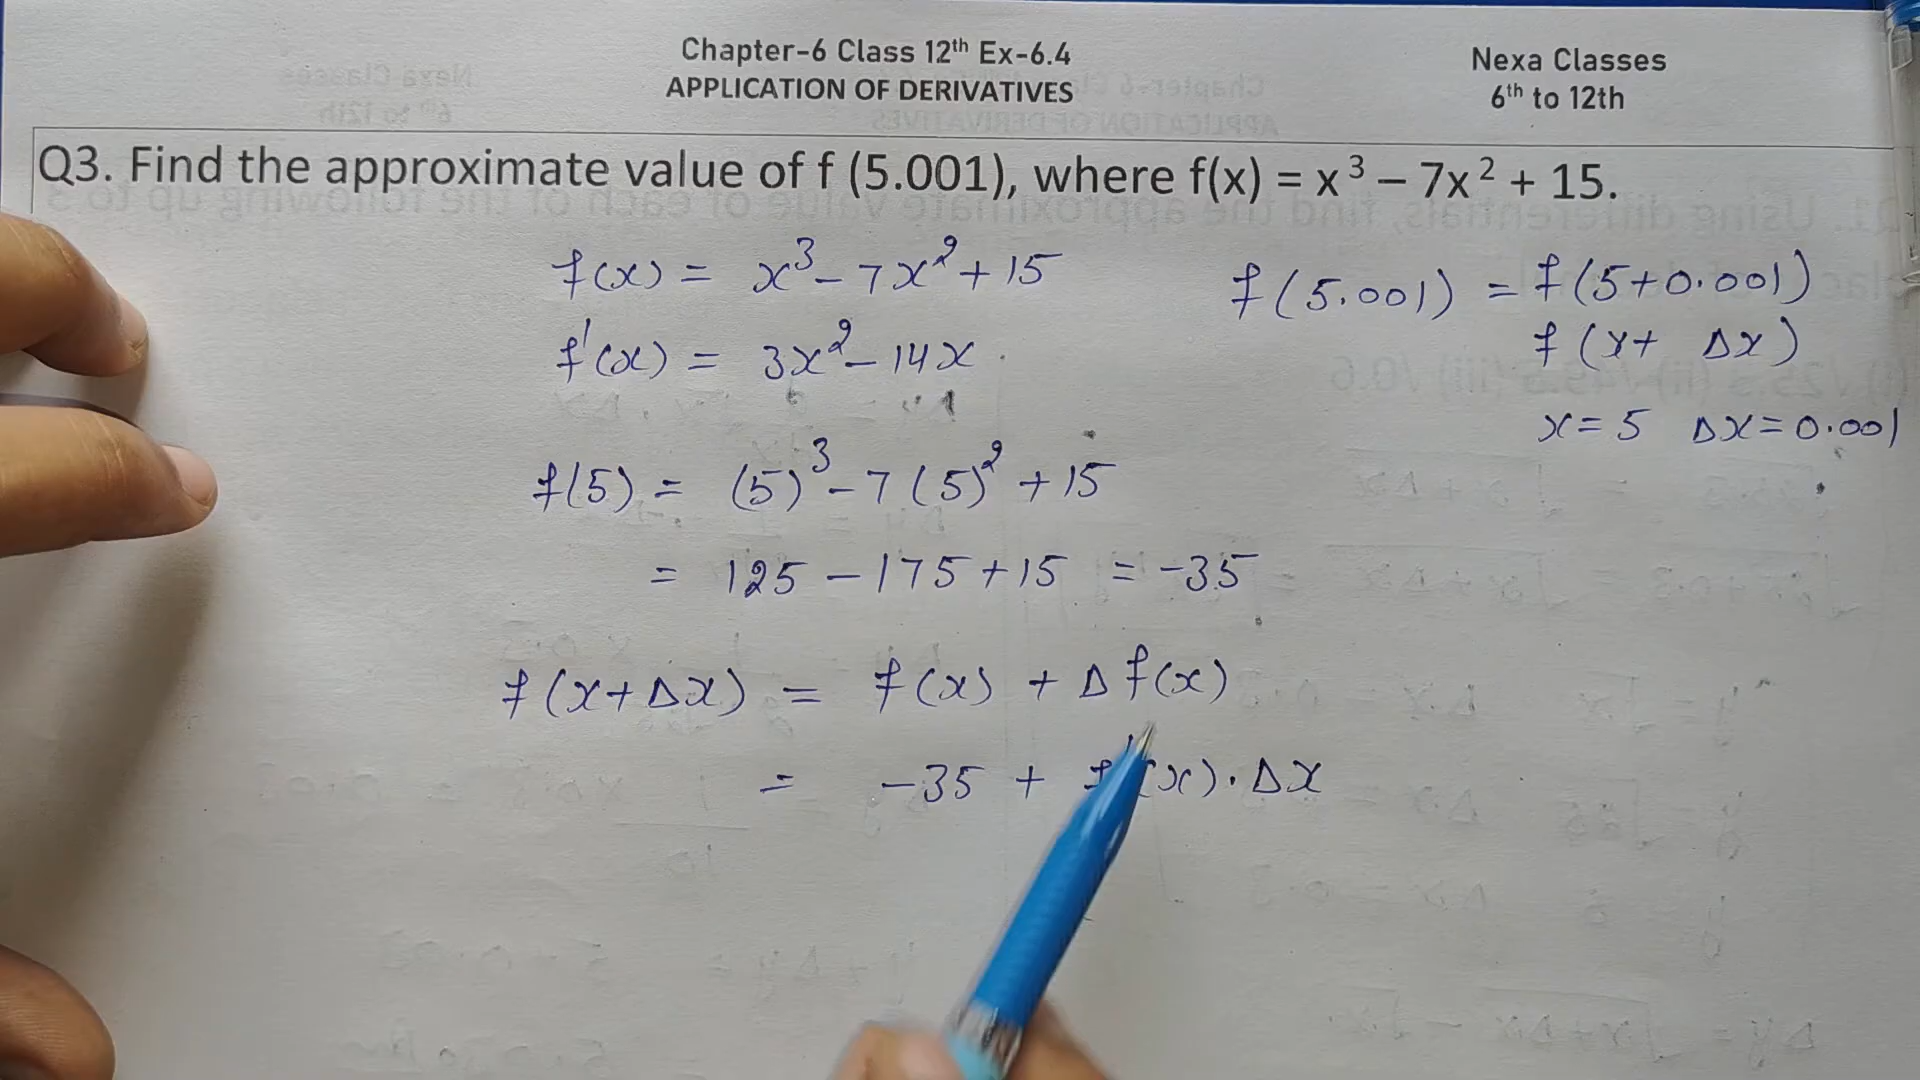 Chapter-6 Class 12th Ex-6.4
APPLICATION OF DERIVATIVES
Nexa Classes
6th to 12th
Q3. Find the approximate value of f (5.001), where f(x) = x³ – 7x² + 15.
f(x) = x³ - 7x² + 15
f'(x) = 3x² - 14x
f(5) = (5)³ - 7(5)² + 15
= 125 - 175 + 15 = -35
f(x+Δx) = f(x) + Δf(x)
= -35 + f'(x)·Δx
f(5.001) = f(5+0.001)
f(x+ Δx)
x=5 Δx=0.001